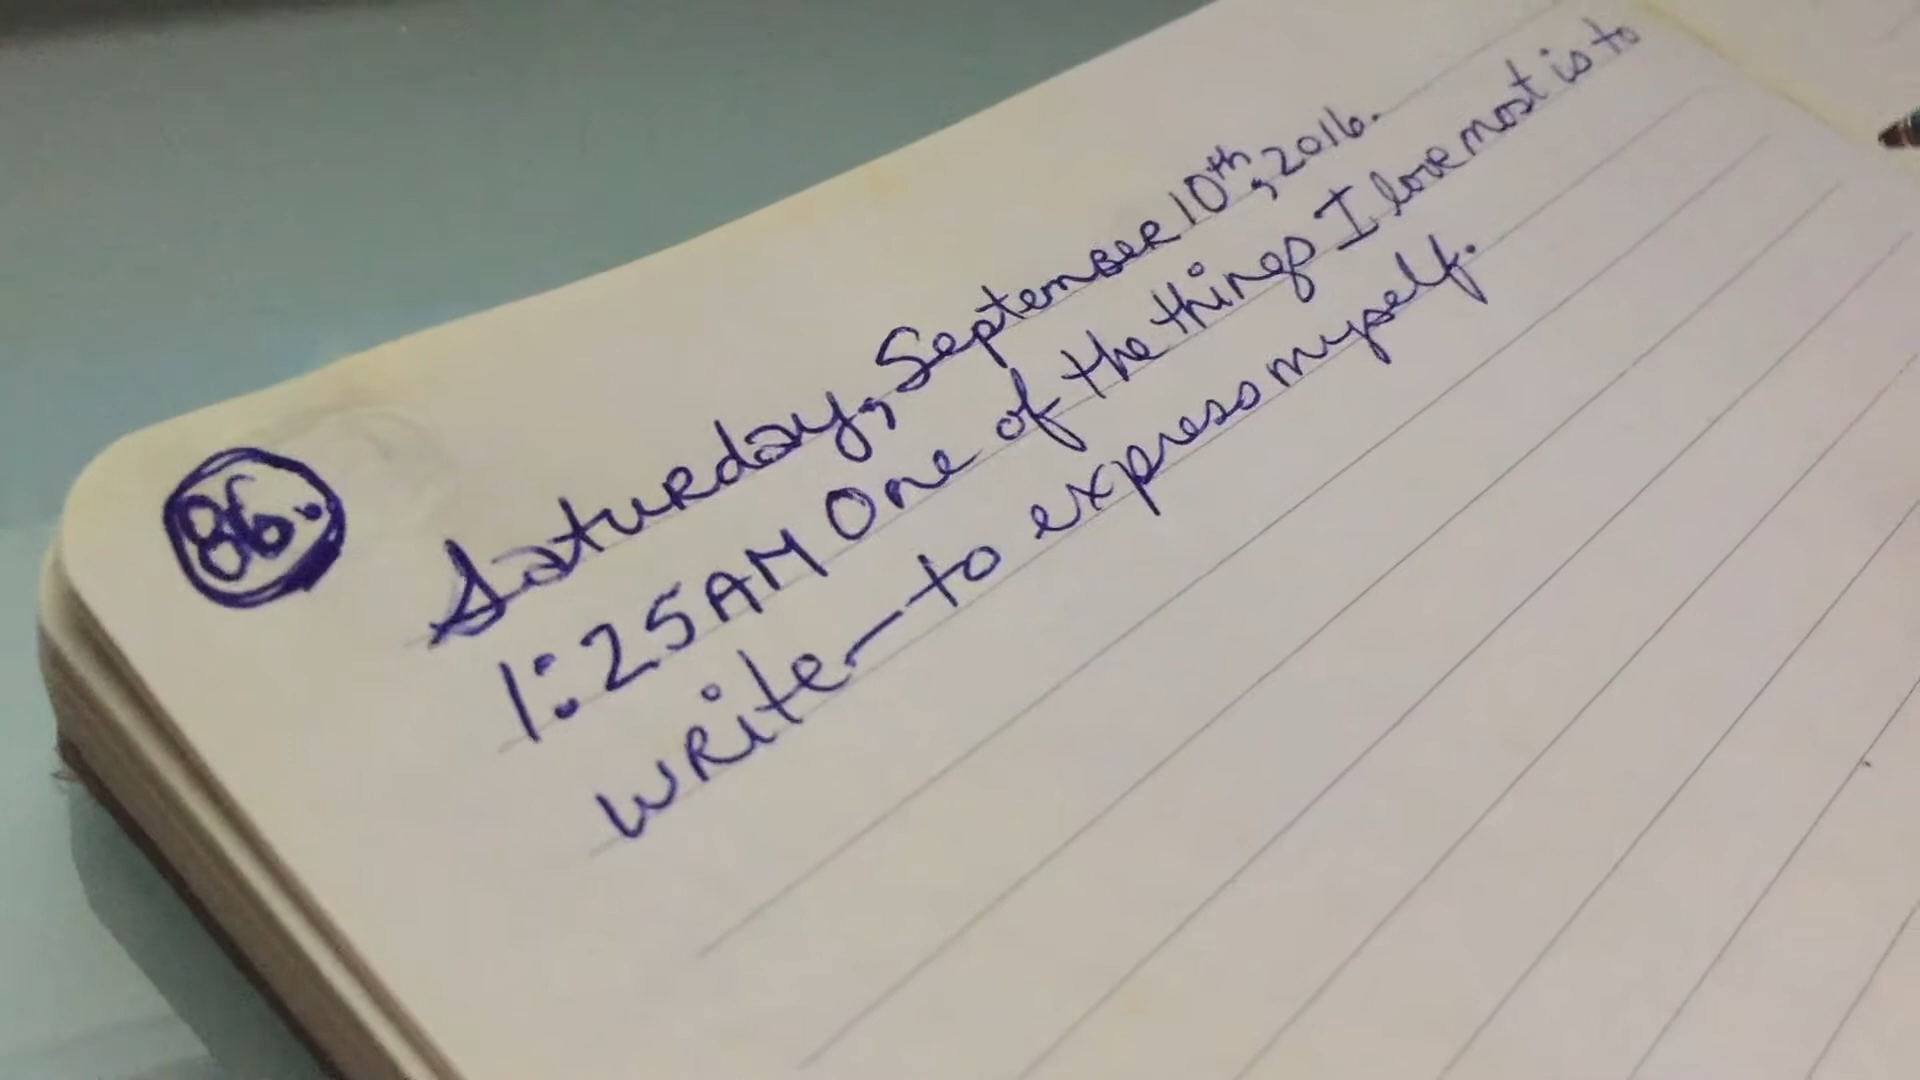 86.
Saturday, September 10th, 2016.
1:25AM One of the things I love most is to
write—to express myself.